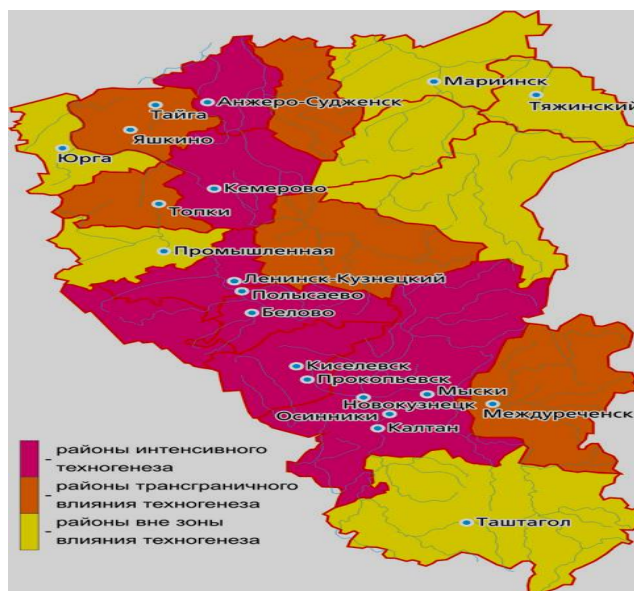 Мариинск
Тяжинский
Анжеро-Судженск
Тайга
Яшкино
Юрга
Кемерово
Топки
Промышленная
Ленинск-Кузнецкий
Полысаево
Белово
Киселевск
Прокопьевск
Мыски
Новокузнецк
Междуреченск
Осинники
Калтан
Таштагол
- районы интенсивного
техногенеза
- районы трансграничного
влияния техногенеза
- районы вне зоны
влияния техногенеза